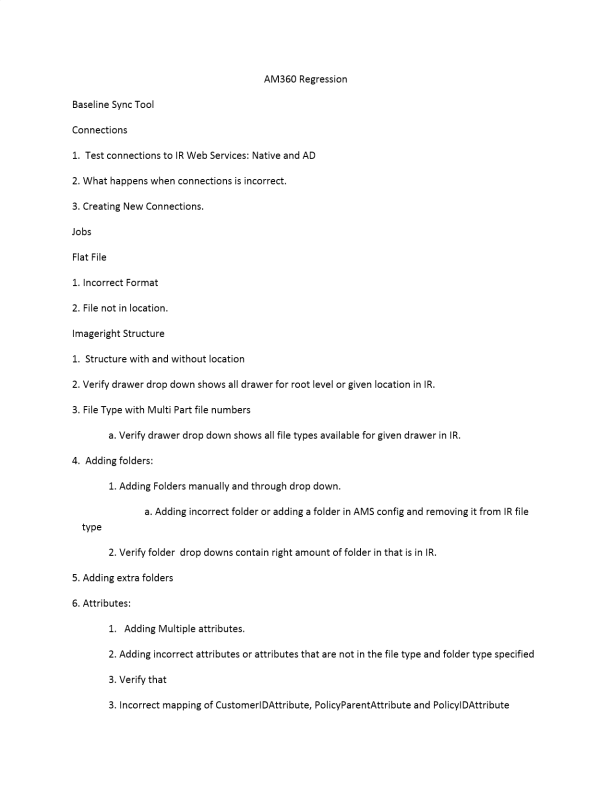 AM360 Regression
Baseline Sync Tool
Connections
1.  Test connections to IR Web Services: Native and AD
2. What happens when connections is incorrect.
3. Creating New Connections.
Jobs
Flat File
1. Incorrect Format
2. File not in location.
Imageright Structure
1.  Structure with and without location
2. Verify drawer drop down shows all drawer for root level or given location in IR.
3. File Type with Multi Part file numbers
a. Verify drawer drop down shows all file types available for given drawer in IR.
4.  Adding folders:
1. Adding Folders manually and through drop down.
a. Adding incorrect folder or adding a folder in AMS config and removing it from IR file
type
2. Verify folder  drop downs contain right amount of folder in that is in IR.
5. Adding extra folders
6. Attributes:
1.   Adding Multiple attributes.
2. Adding incorrect attributes or attributes that are not in the file type and folder type specified
3. Verify that
3. Incorrect mapping of CustomerIDAttribute, PolicyParentAttribute and PolicyIDAttribute